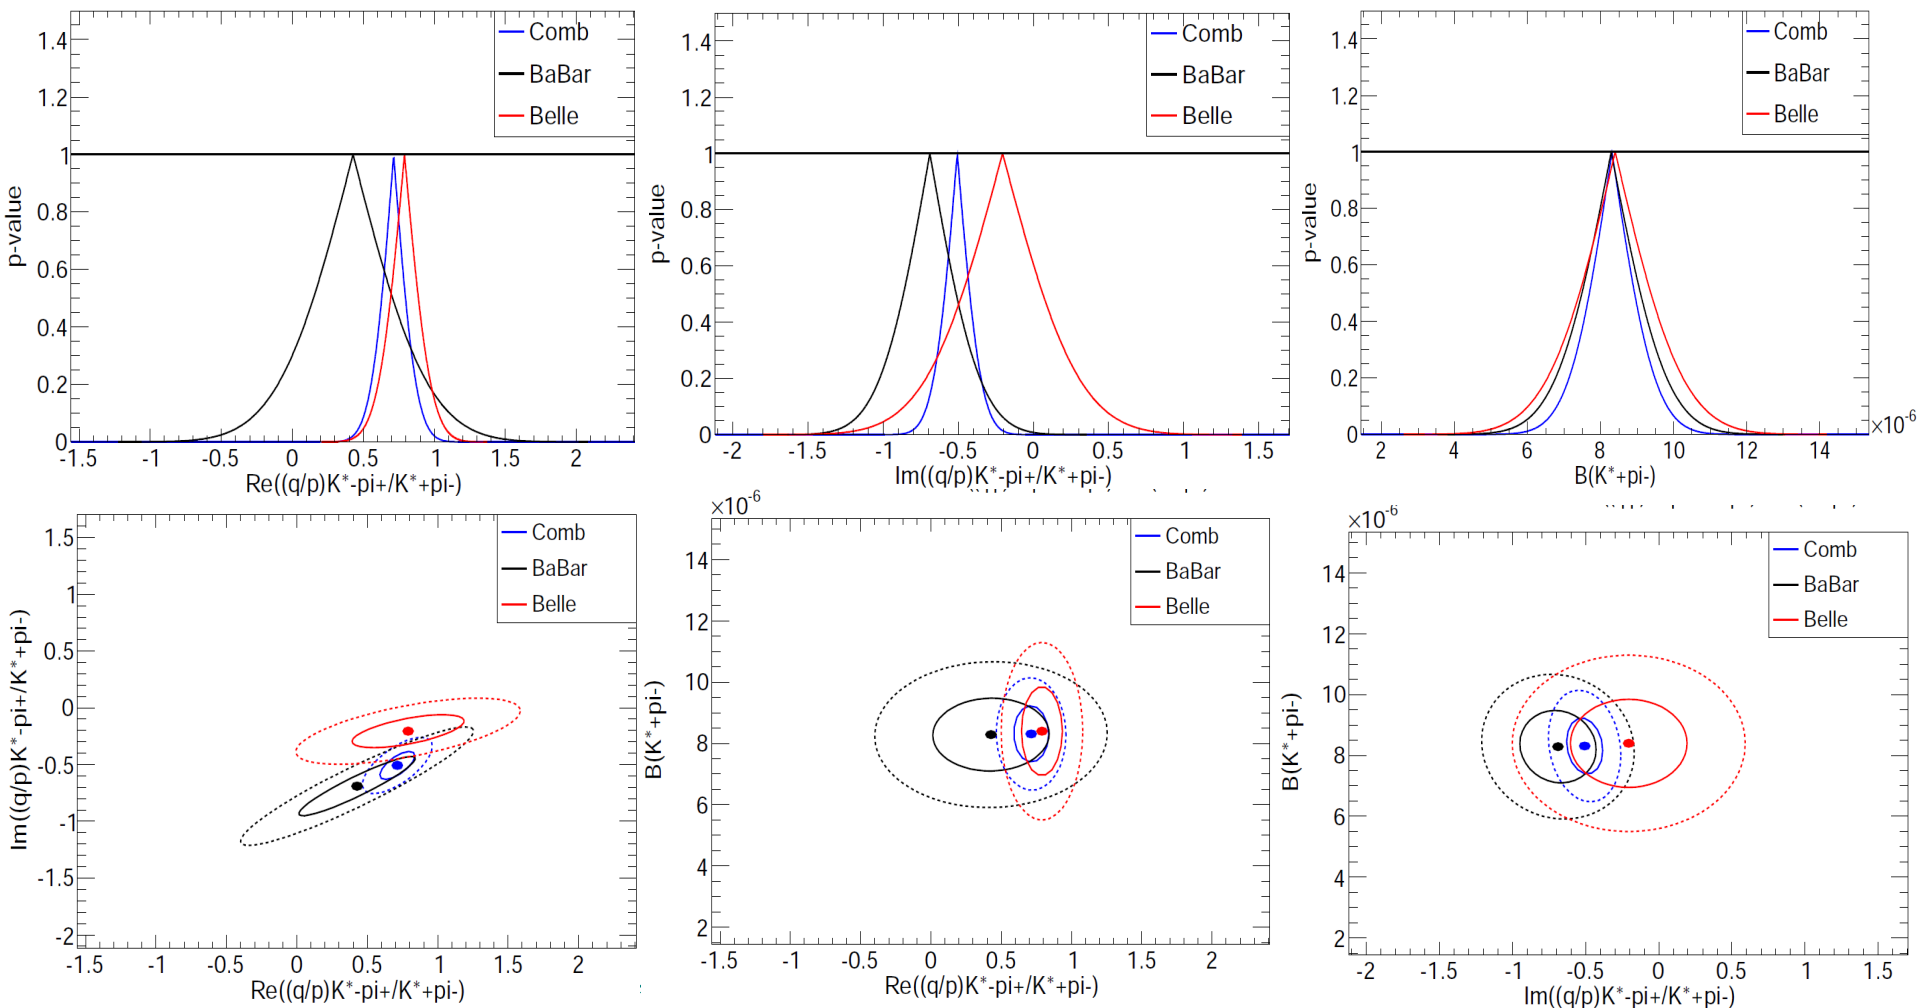 Comb
BaBar
Belle
1.4
1.2
1
0.8
0.6
0.4
0.2
0
p-value
-1.5 -1 -0.5 0 0.5 1 1.5 2
Re((q/p)K*-pi+/K*+pi-)
Comb
BaBar
Belle
1.4
1.2
1
0.8
0.6
0.4
0.2
0
p-value
-2 -1.5 -1 -0.5 0 0.5 1 1.5
Im((q/p)K*-pi+/K*+pi-)
Comb
BaBar
Belle
1.4
1.2
1
0.8
0.6
0.4
0.2
0
p-value
2 4 6 8 10 12 14
×10-6
B(K*+pi-)
Comb
BaBar
Belle
1.5
1
0.5
0
-0.5
-1
-1.5
-2
Im((q/p)K*-pi+/K*+pi-)
-1.5 -1 -0.5 0 0.5 1 1.5 2
Re((q/p)K*-pi+/K*+pi-)
×10-6
Comb
BaBar
Belle
14
12
10
8
6
4
2
B(K*+pi-)
-1.5 -1 -0.5 0 0.5 1 1.5 2
Re((q/p)K*-pi+/K*+pi-)
×10-6
Comb
BaBar
Belle
14
12
10
8
6
4
2
B(K*+pi-)
-2 -1.5 -1 -0.5 0 0.5 1 1.5
Im((q/p)K*-pi+/K*+pi-)